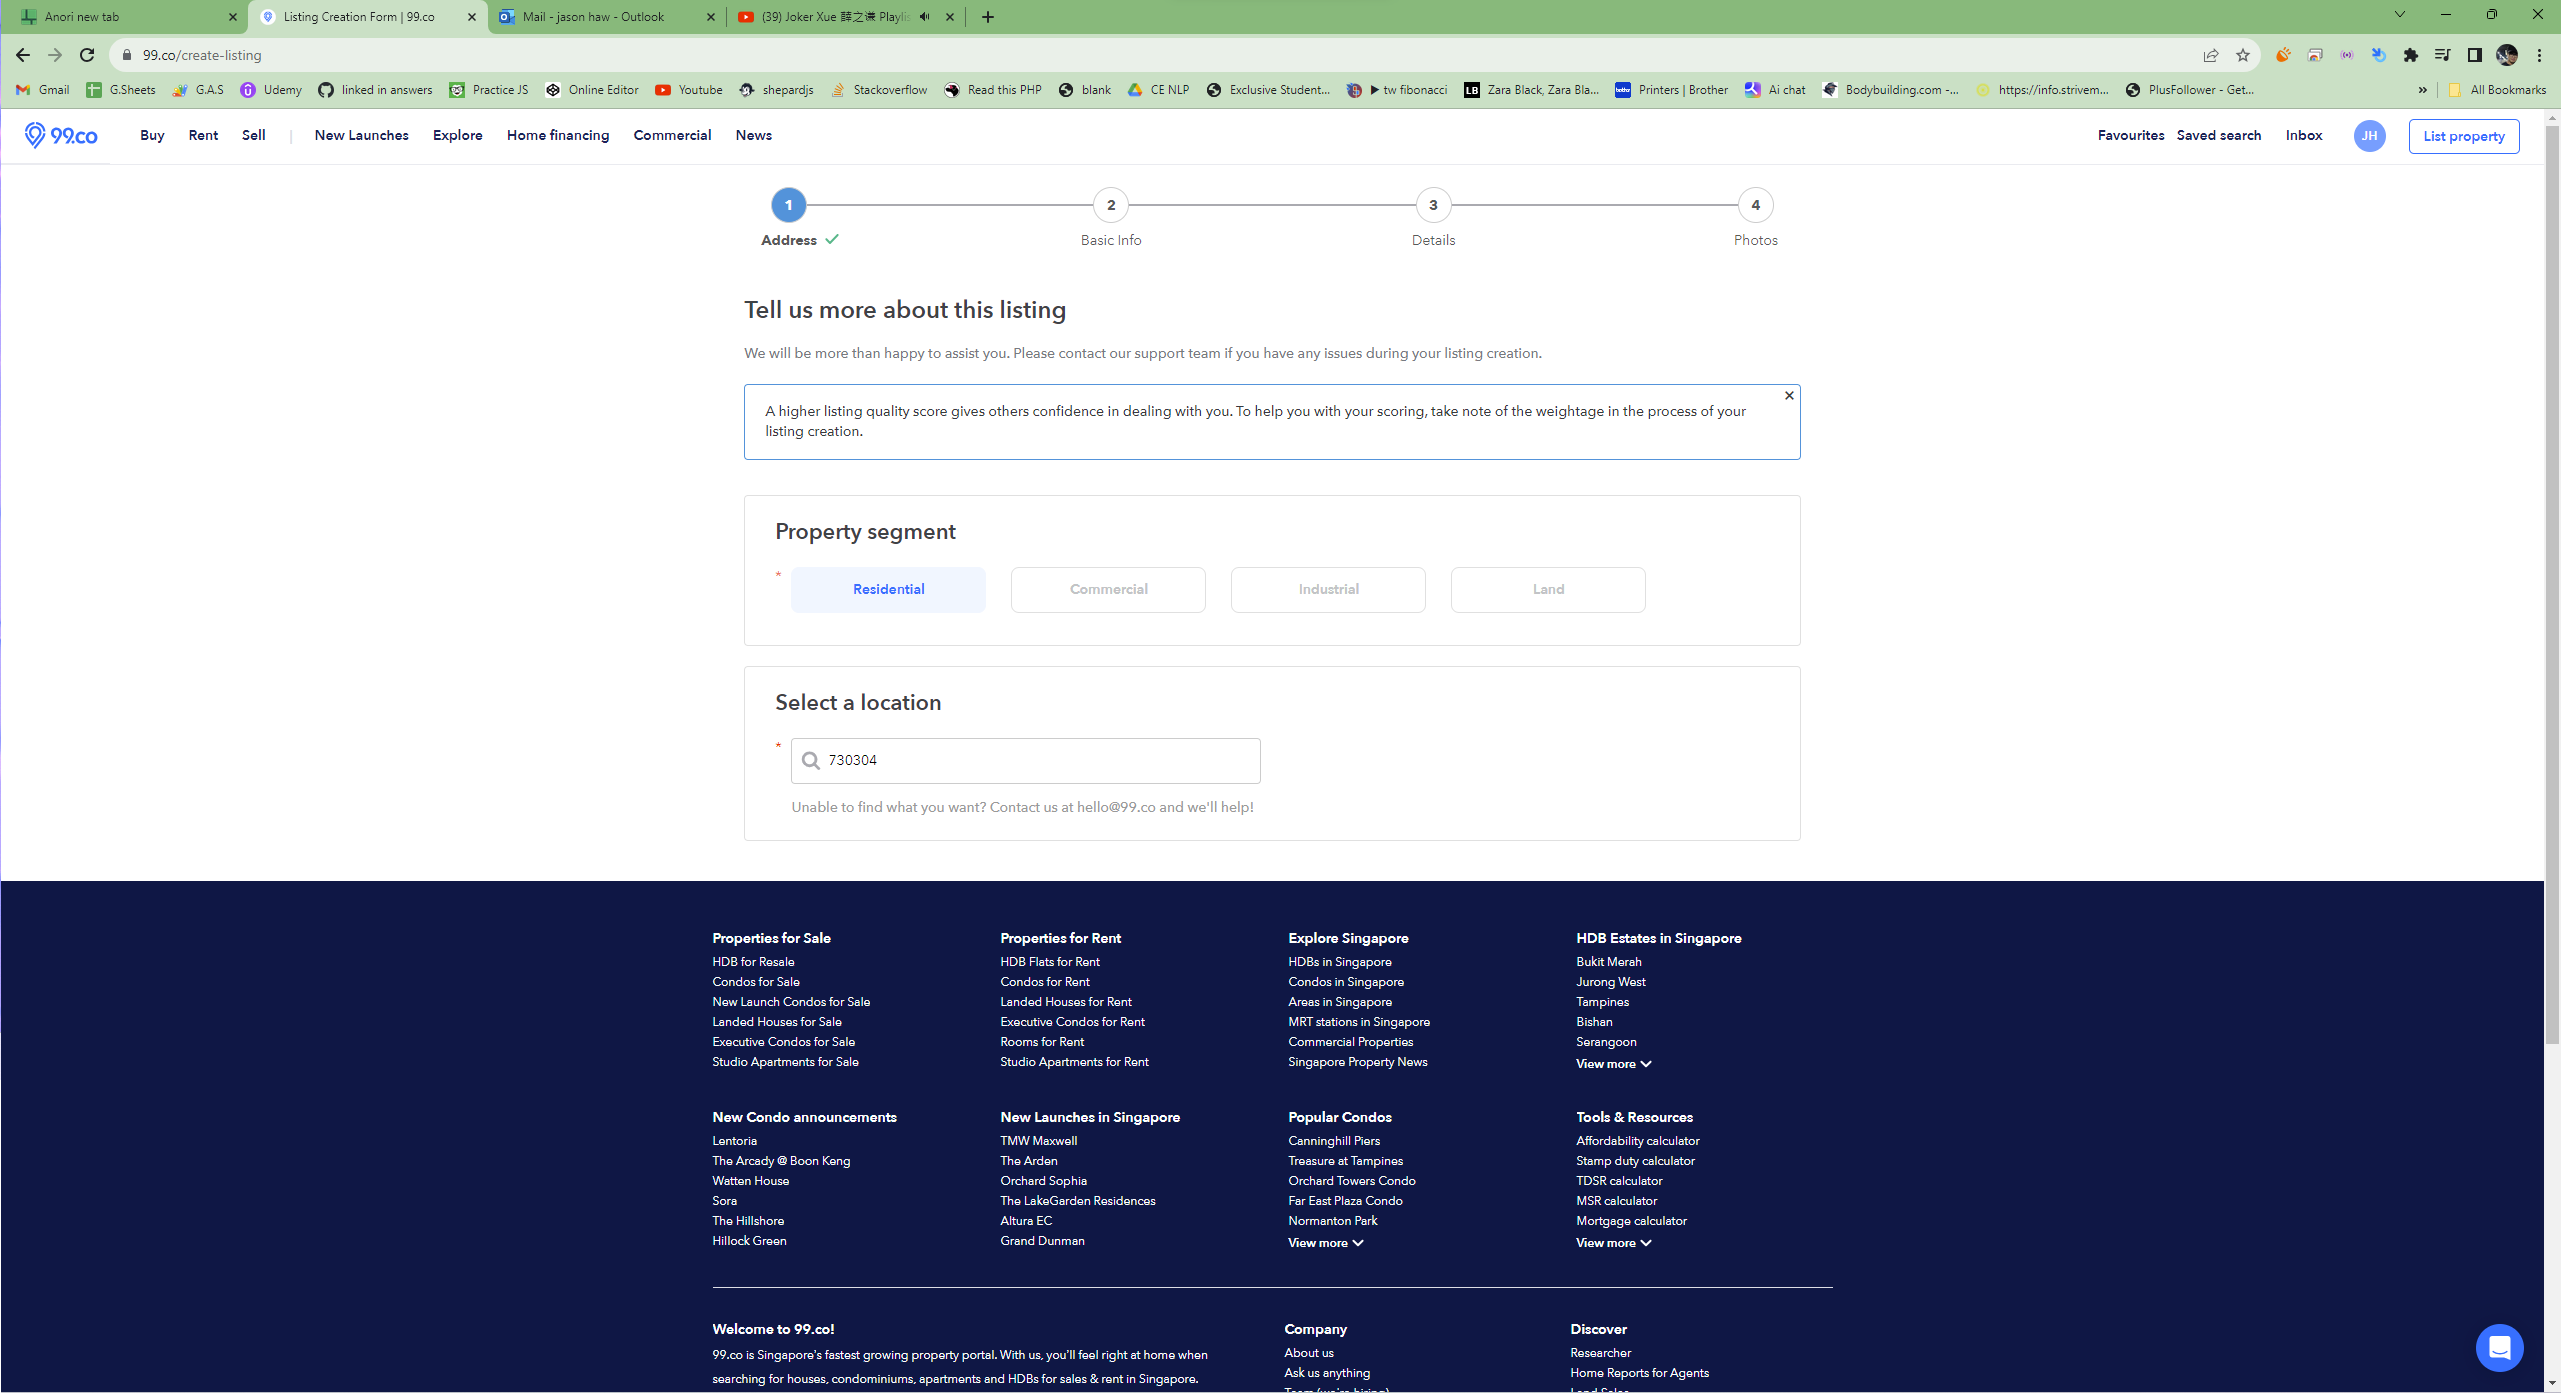 Anori new tab
Listing Creation Form | 99.co
Mail - jason haw - Outlook
(39) Joker Xue 薛之谦 Playli
99.co/create-listing
Gmail
G.Sheets
G.A.S
Udemy
linked in answers
Practice JS
Online Editor
Youtube
shepardjs
Stackoverflow
Read this PHP
blank
CE NLP
Exclusive Student...
▶ tw fibonacci
LB
Zara Black, Zara Bla...
Printers | Brother
Ai chat
Bodybuilding.com -...
https://info.strivem...
PlusFollower - Get...
»
All Bookmarks
99.co
Buy
Rent
Sell
New Launches
Explore
Home financing
Commercial
News
Favourites
Saved search
Inbox
JH
List property
1
2
3
4
Address
Basic Info
Details
Photos
Tell us more about this listing
We will be more than happy to assist you. Please contact our support team if you have any issues during your listing creation.
A higher listing quality score gives others confidence in dealing with you. To help you with your scoring, take note of the weightage in the process of your
listing creation.
Property segment
*
Residential
Commercial
Industrial
Land
Select a location
*
730304
Unable to find what you want? Contact us at hello@99.co and we'll help!
Properties for Sale
HDB for Resale
Condos for Sale
New Launch Condos for Sale
Landed Houses for Sale
Executive Condos for Sale
Studio Apartments for Sale
Properties for Rent
HDB Flats for Rent
Condos for Rent
Landed Houses for Rent
Executive Condos for Rent
Rooms for Rent
Studio Apartments for Rent
Explore Singapore
HDBs in Singapore
Condos in Singapore
Areas in Singapore
MRT stations in Singapore
Commercial Properties
Singapore Property News
HDB Estates in Singapore
Bukit Merah
Jurong West
Tampines
Bishan
Serangoon
View more
New Condo announcements
Lentoria
The Arcady @ Boon Keng
Watten House
Sora
The Hillshore
Hillock Green
New Launches in Singapore
TMW Maxwell
The Arden
Orchard Sophia
The LakeGarden Residences
Altura EC
Grand Dunman
Popular Condos
Canninghill Piers
Treasure at Tampines
Orchard Towers Condo
Far East Plaza Condo
Normanton Park
View more
Tools & Resources
Affordability calculator
Stamp duty calculator
TDSR calculator
MSR calculator
Mortgage calculator
View more
Welcome to 99.co!
99.co is Singapore's fastest growing property portal. With us, you'll feel right at home when
searching for houses, condominiums, apartments and HDBs for sales & rent in Singapore.
Company
About us
Ask us anything
Team (we're hiring)
Discover
Researcher
Home Reports for Agents
Land Sales